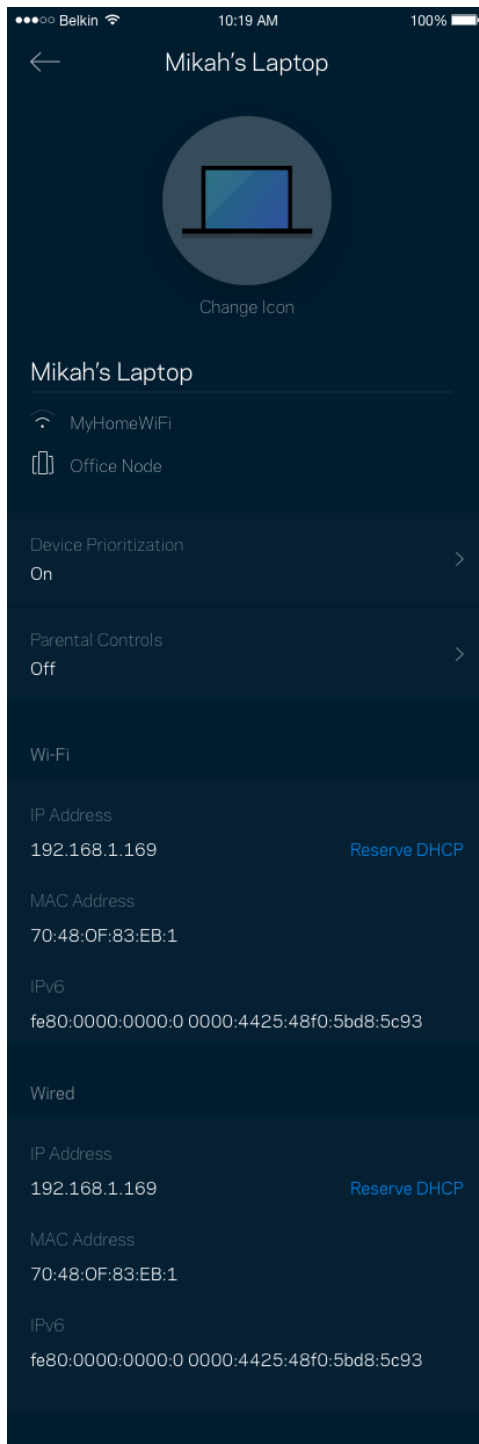 Belkin 10:19 AM 100%
Mikah's Laptop
Change Icon
Mikah's Laptop
MyHomeWiFi
Office Node
Device Prioritization
On
Parental Controls
Off
Wi-Fi
IP Address
192.168.1.169 Reserve DHCP
MAC Address
70:48:0F:83:EB:1
IPv6
fe80:0000:0000:0 0000:4425:48f0:5bd8:5c93
Wired
IP Address
192.168.1.169 Reserve DHCP
MAC Address
70:48:0F:83:EB:1
IPv6
fe80:0000:0000:0 0000:4425:48f0:5bd8:5c93